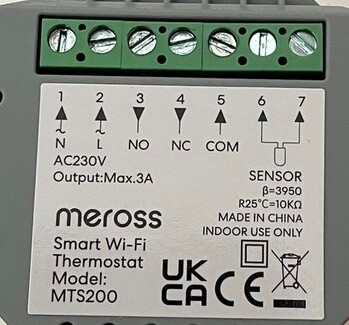 1 2 3 4 5 6 7
N L NO NC COM
AC230V
Output:Max.3A
SENSOR
β=3950
R25°C=10KΩ
MADE IN CHINA
INDOOR USE ONLY
meross
Smart Wi-Fi
Thermostat
Model:
MTS200
UK
CA CE